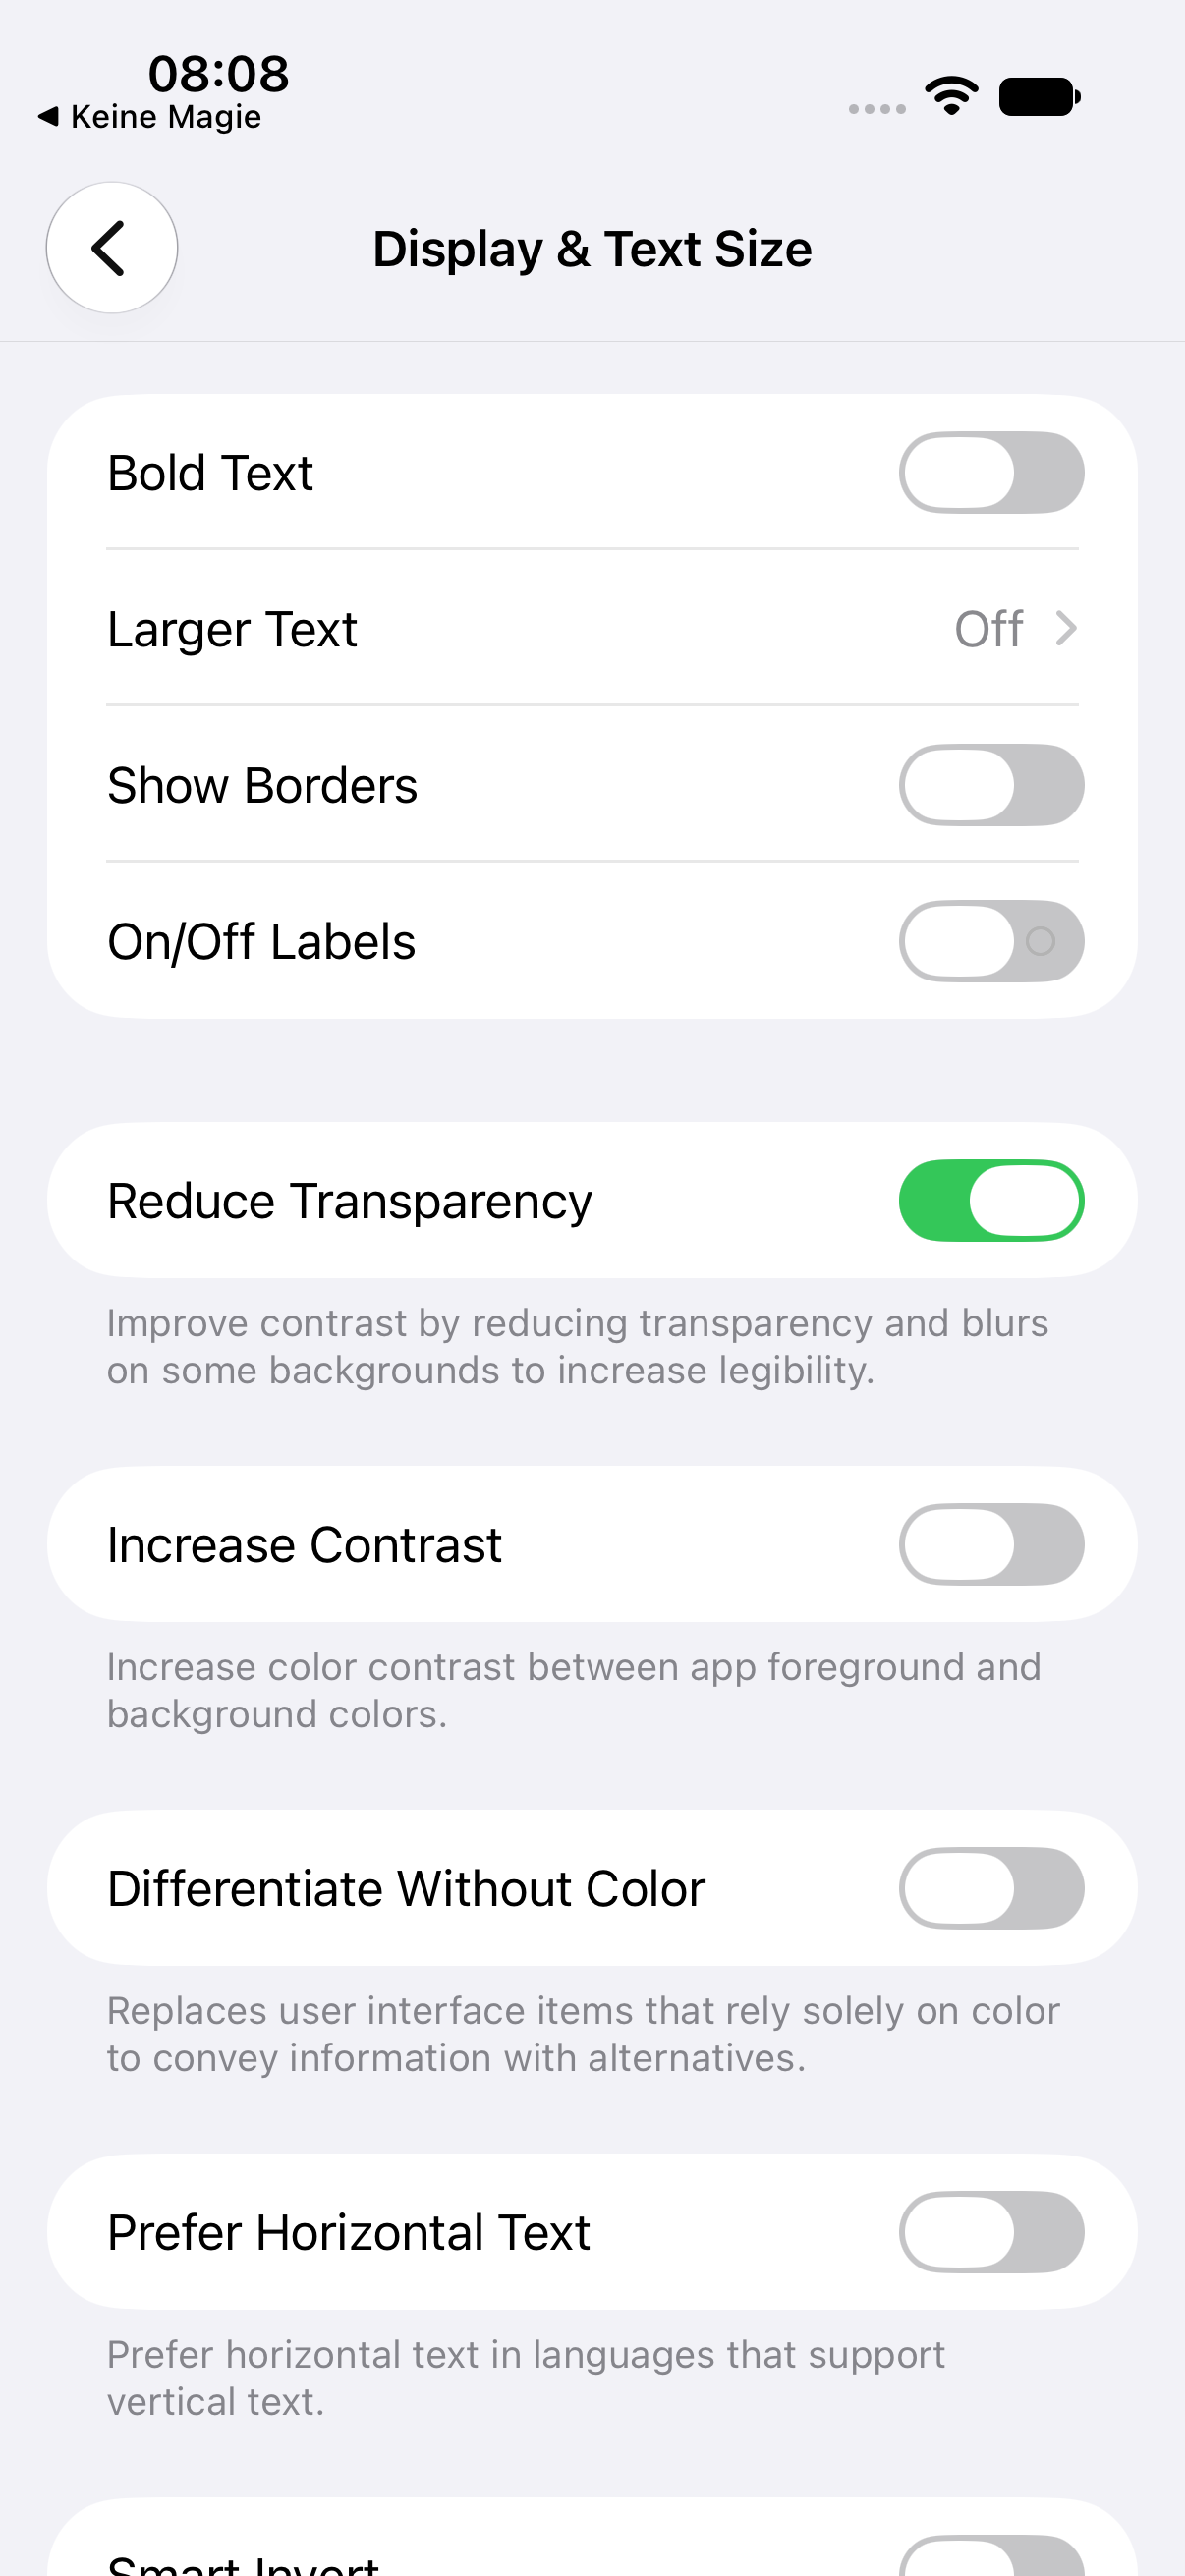 08:08
◀ Keine Magie
Display & Text Size
Bold Text
Larger Text Off
Show Borders
On/Off Labels
Reduce Transparency
Improve contrast by reducing transparency and blurs
on some backgrounds to increase legibility.
Increase Contrast
Increase color contrast between app foreground and
background colors.
Differentiate Without Color
Replaces user interface items that rely solely on color
to convey information with alternatives.
Prefer Horizontal Text
Prefer horizontal text in languages that support
vertical text.
Smart Invert